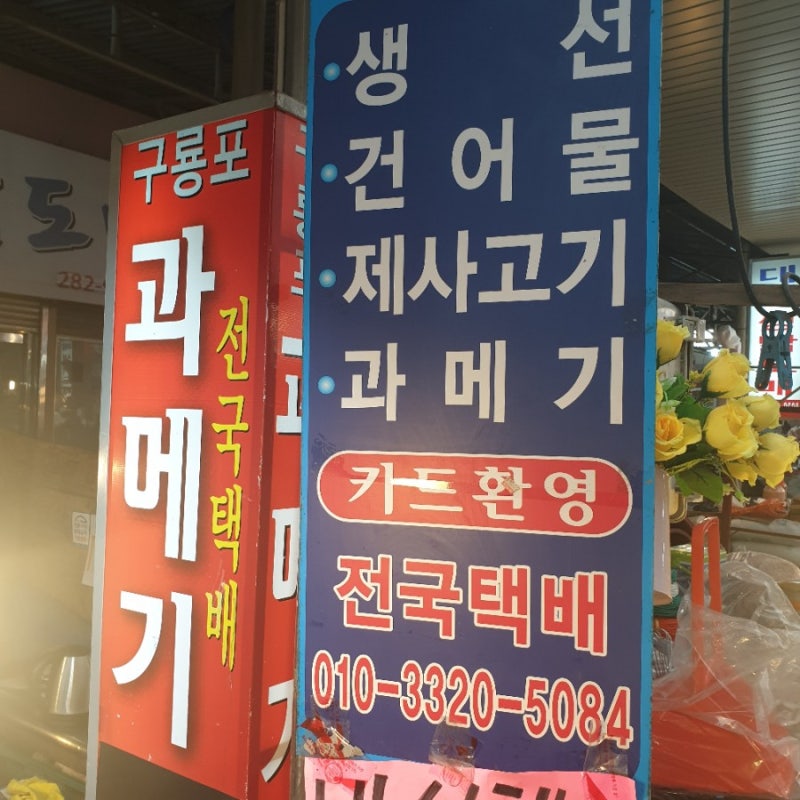 구룡포
과메기
전국택배
생선
건어물
제사고기
과메기
카드환영
전국택배
010-3320-5084